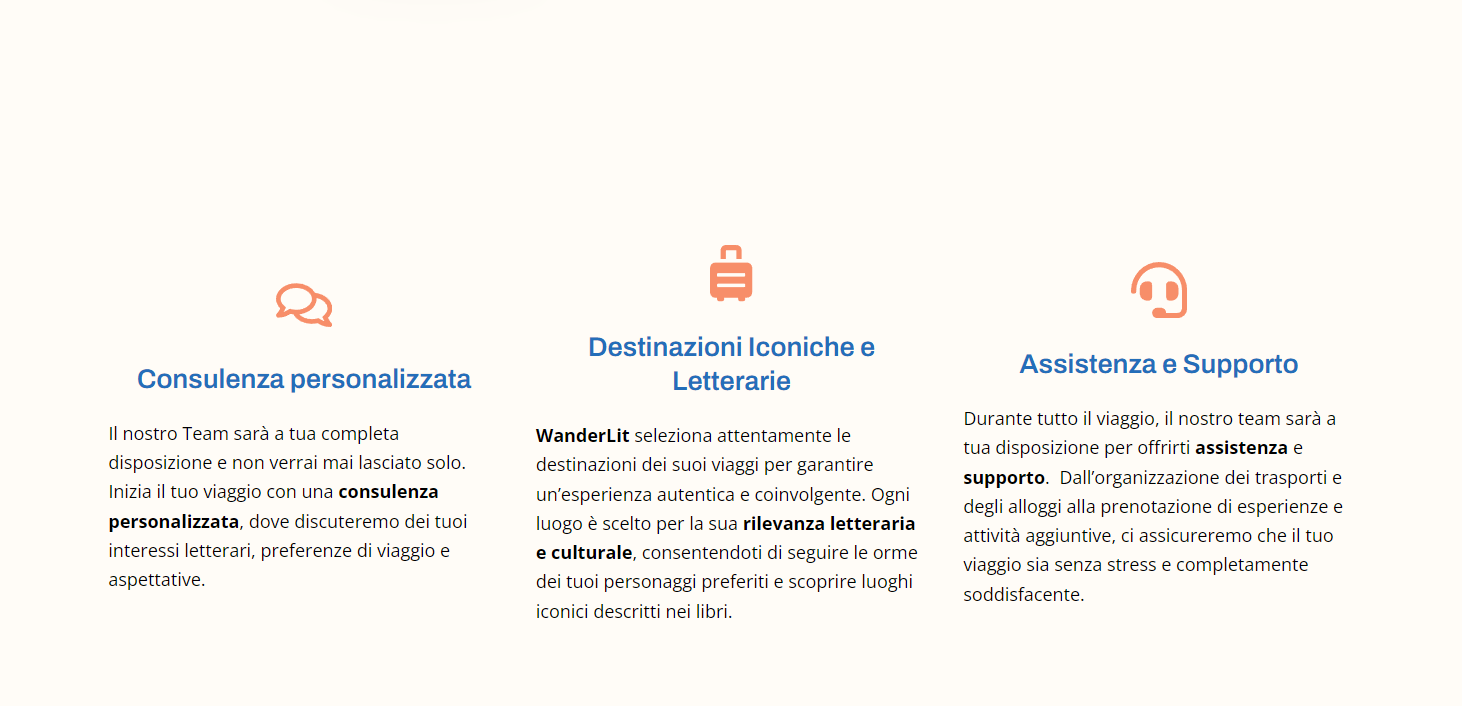 Consulenza personalizzata
Il nostro Team sarà a tua completa
disposizione e non verrai mai lasciato solo.
Inizia il tuo viaggio con una consulenza
personalizzata, dove discuteremo dei tuoi
interessi letterari, preferenze di viaggio e
aspettative.
Destinazioni Iconiche e
Letterarie
WanderLit seleziona attentamente le
destinazioni dei suoi viaggi per garantire
un’esperienza autentica e coinvolgente. Ogni
luogo è scelto per la sua rilevanza letteraria
e culturale, consentendoti di seguire le orme
dei tuoi personaggi preferiti e scoprire luoghi
iconici descritti nei libri.
Assistenza e Supporto
Durante tutto il viaggio, il nostro team sarà a
tua disposizione per offrirti assistenza e
supporto.  Dall’organizzazione dei trasporti e
degli alloggi alla prenotazione di esperienze e
attività aggiuntive, ci assicureremo che il tuo
viaggio sia senza stress e completamente
soddisfacente.